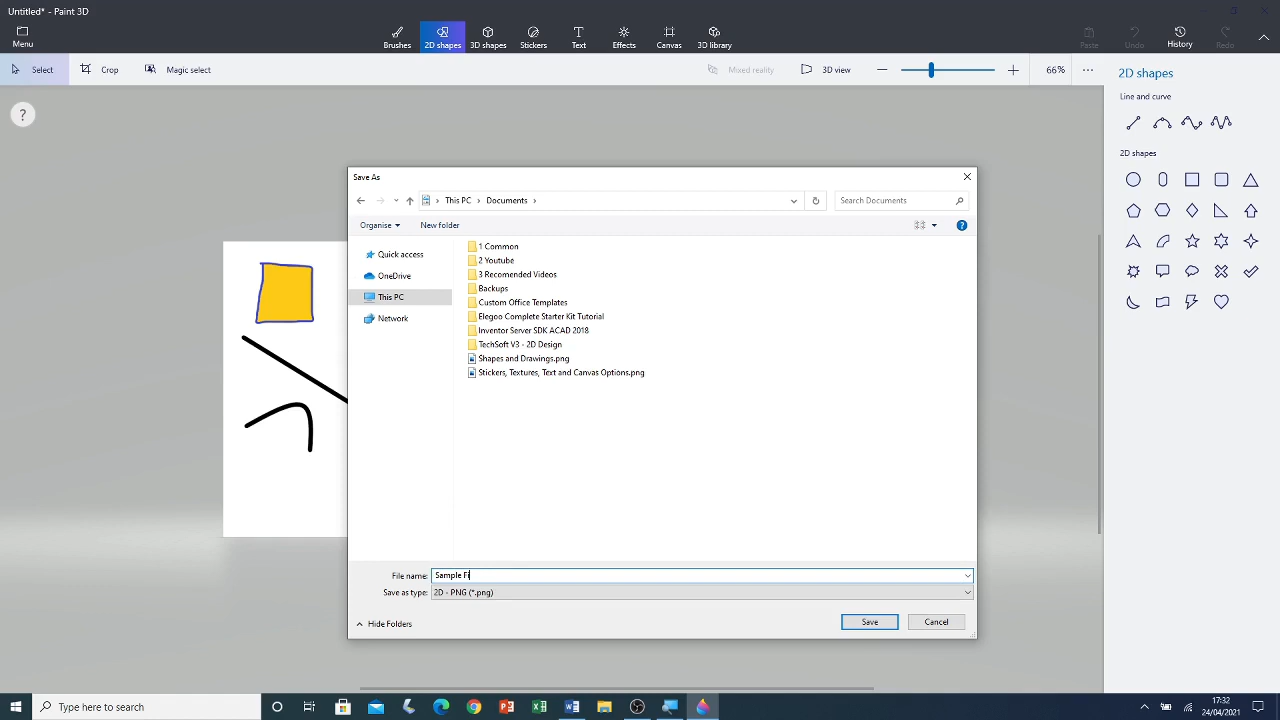 Untitled* - Paint 3D
Menu
Brushes
2D shapes
3D shapes
Stickers
Text
Effects
Canvas
3D library
Paste
Undo
History
Redo
Select
Crop
Magic select
Mixed reality
3D view
66%
2D shapes
Line and curve
2D shapes
?
Save As
This PC
Documents
Search Documents
Organise
New folder
?
Quick access
OneDrive
This PC
Network
1 Common
2 Youtube
3 Recomended Videos
Backups
Custom Office Templates
Elegoo Complete Starter Kit Tutorial
Inventor Server SDK ACAD 2018
TechSoft V3 - 2D Design
Shapes and Drawings.png
Stickers, Textures, Text and Canvas Options.png
File name: Sample Fi
Save as type: 2D - PNG (*.png)
Hide Folders
Save
Cancel
Type here to search
17:32
24/04/2021